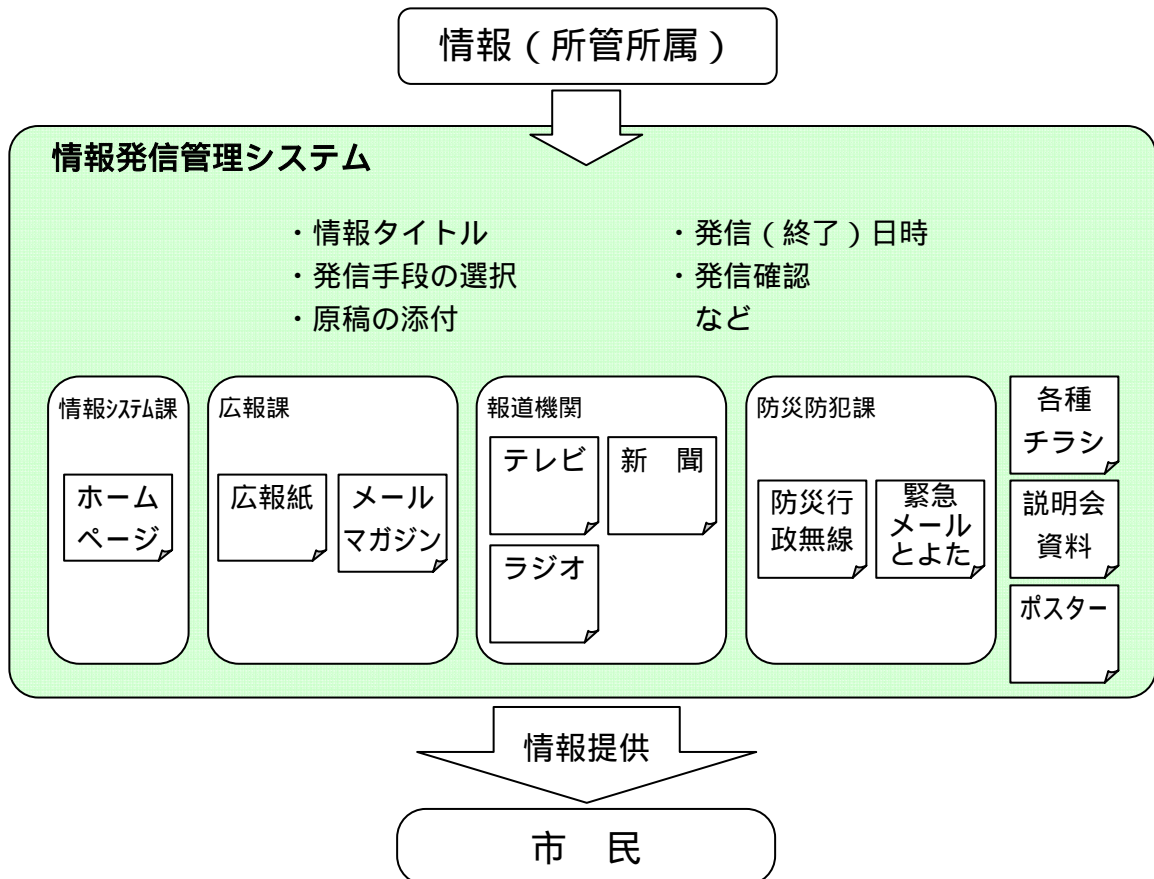 情報（所管所属）
情報発信管理システム
・情報タイトル
・発信手段の選択
・原稿の添付
・発信（終了）日時
・発信確認
など
情報ｼｽﾃﾑ課
ホーム
ページ
広報課
広報紙
メール
マガジン
報道機関
テレビ
新　聞
ラジオ
防災防犯課
防災行
政無線
緊急
メール
とよた
各種
チラシ
説明会
資料
ポスター
情報提供
市　民